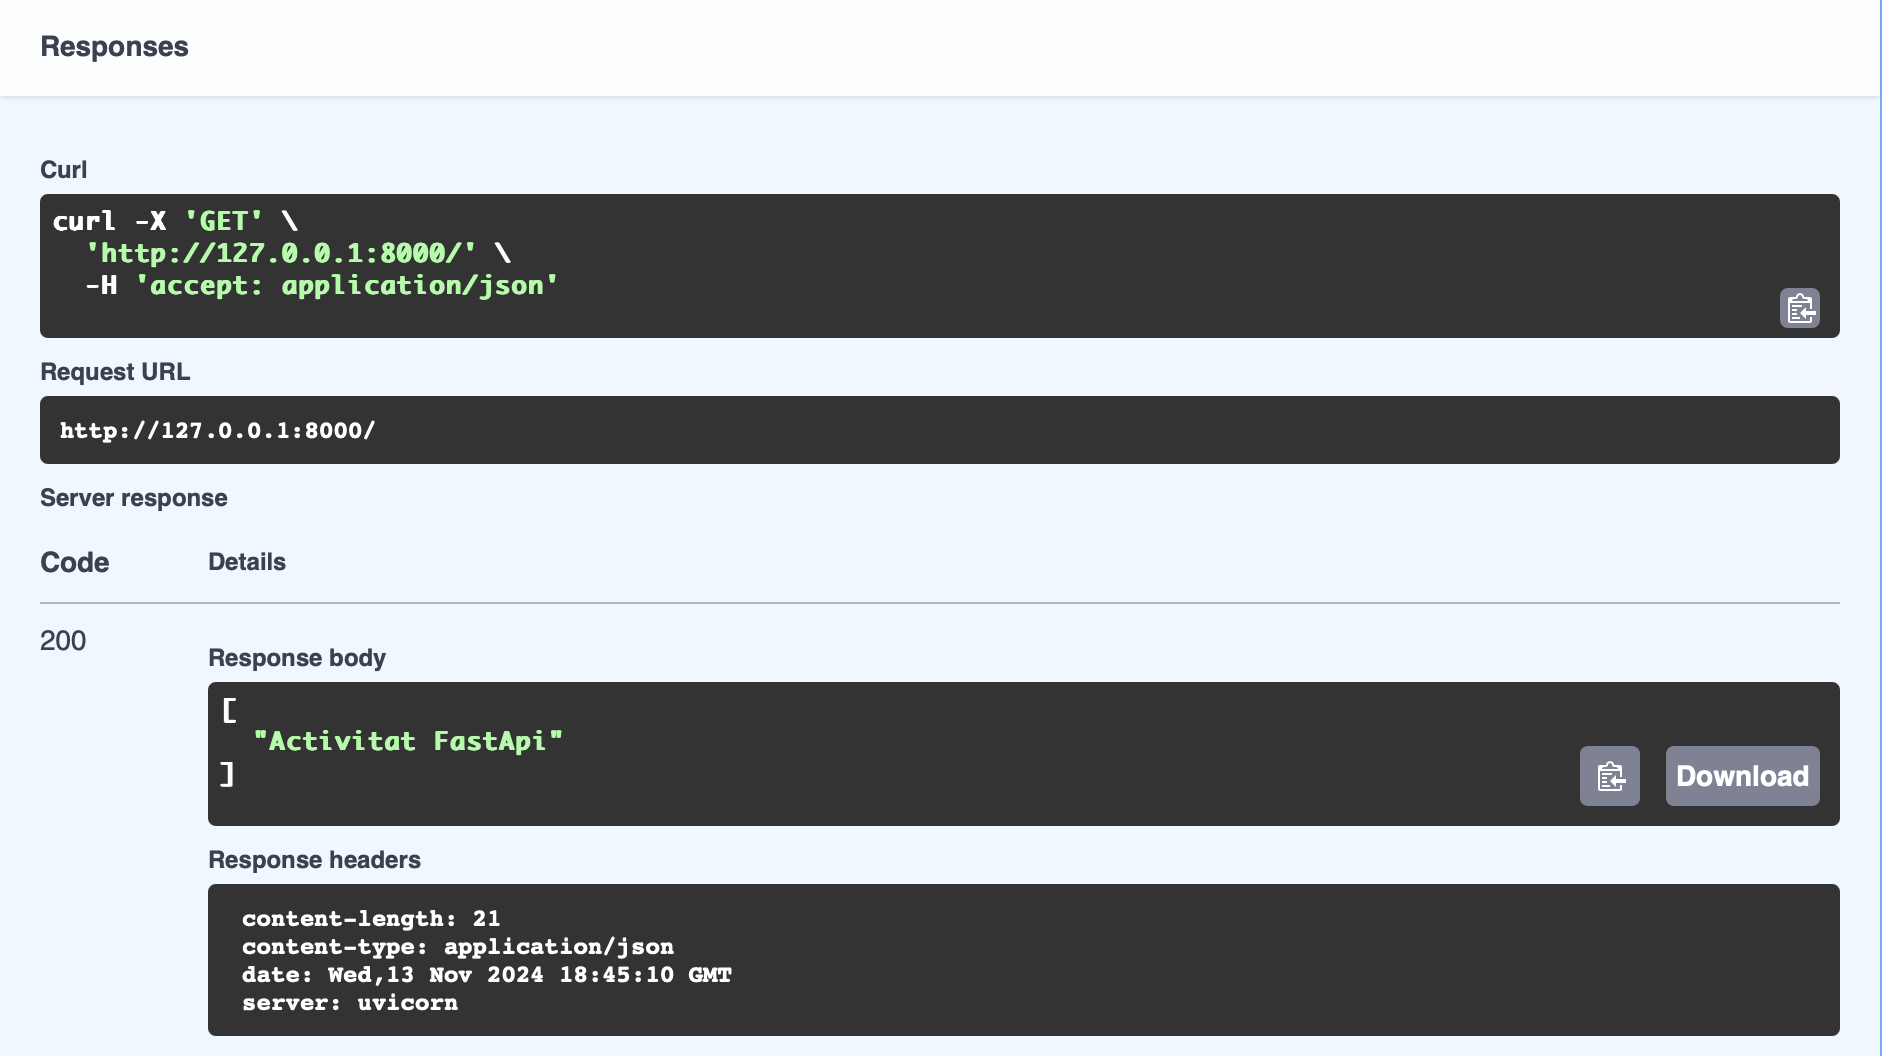 Responses
Curl
curl -X 'GET' \
  'http://127.0.0.1:8000/' \
  -H 'accept: application/json'
Request URL
http://127.0.0.1:8000/
Server response
Code Details
200
Response body
[
  "Activitat FastApi"
]
Download
Response headers
content-length: 21
content-type: application/json
date: Wed,13 Nov 2024 18:45:10 GMT
server: uvicorn